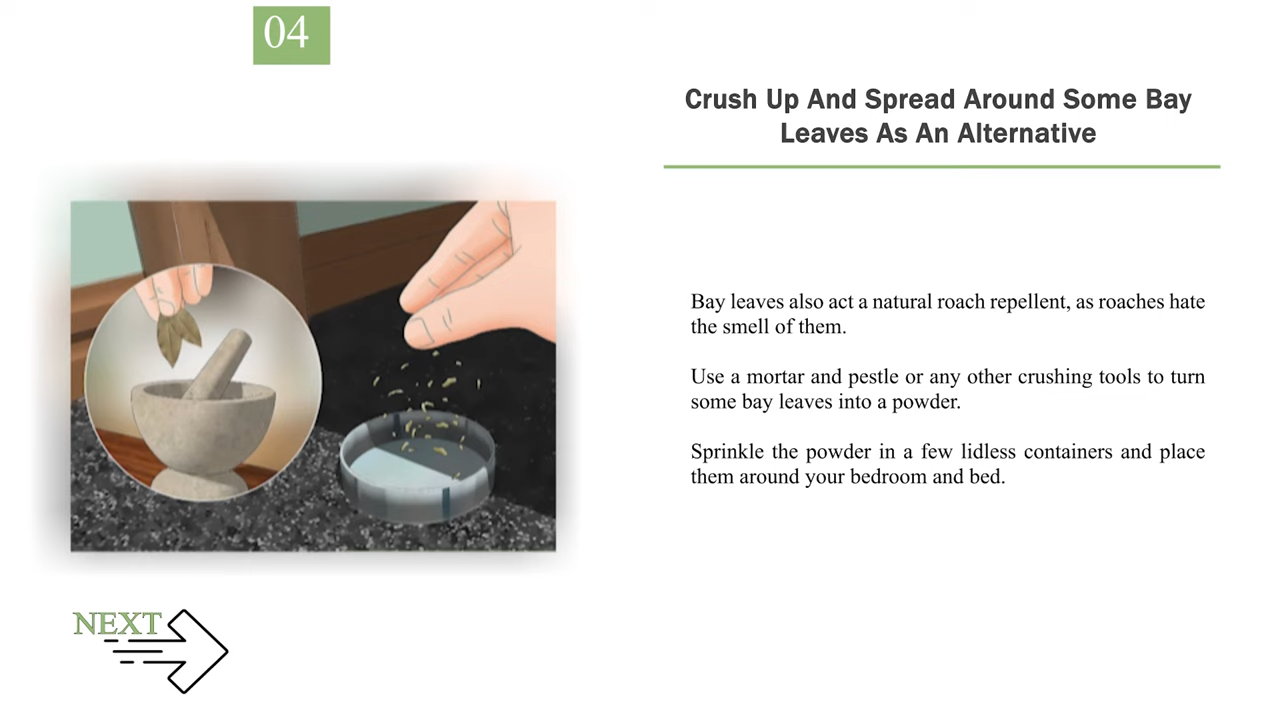 04
Crush Up And Spread Around Some Bay
Leaves As An Alternative
Bay leaves also act a natural roach repellent, as roaches hate
the smell of them.
Use a mortar and pestle or any other crushing tools to turn
some bay leaves into a powder.
Sprinkle the powder in a few lidless containers and place
them around your bedroom and bed.
NEXT